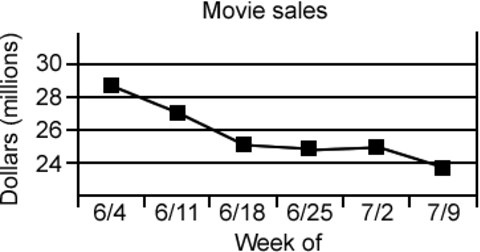 Movie sales
Dollars (millions)
30
28
26
24
6/4 6/11 6/18 6/25 7/2 7/9
Week of